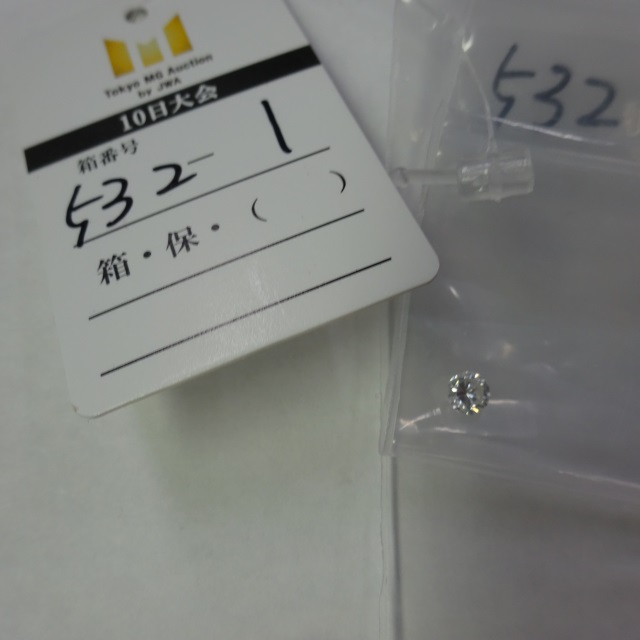 Tokyo MG Auction
by JWA
10日大会
箱番号
532-1
箱・保・（　　）
532